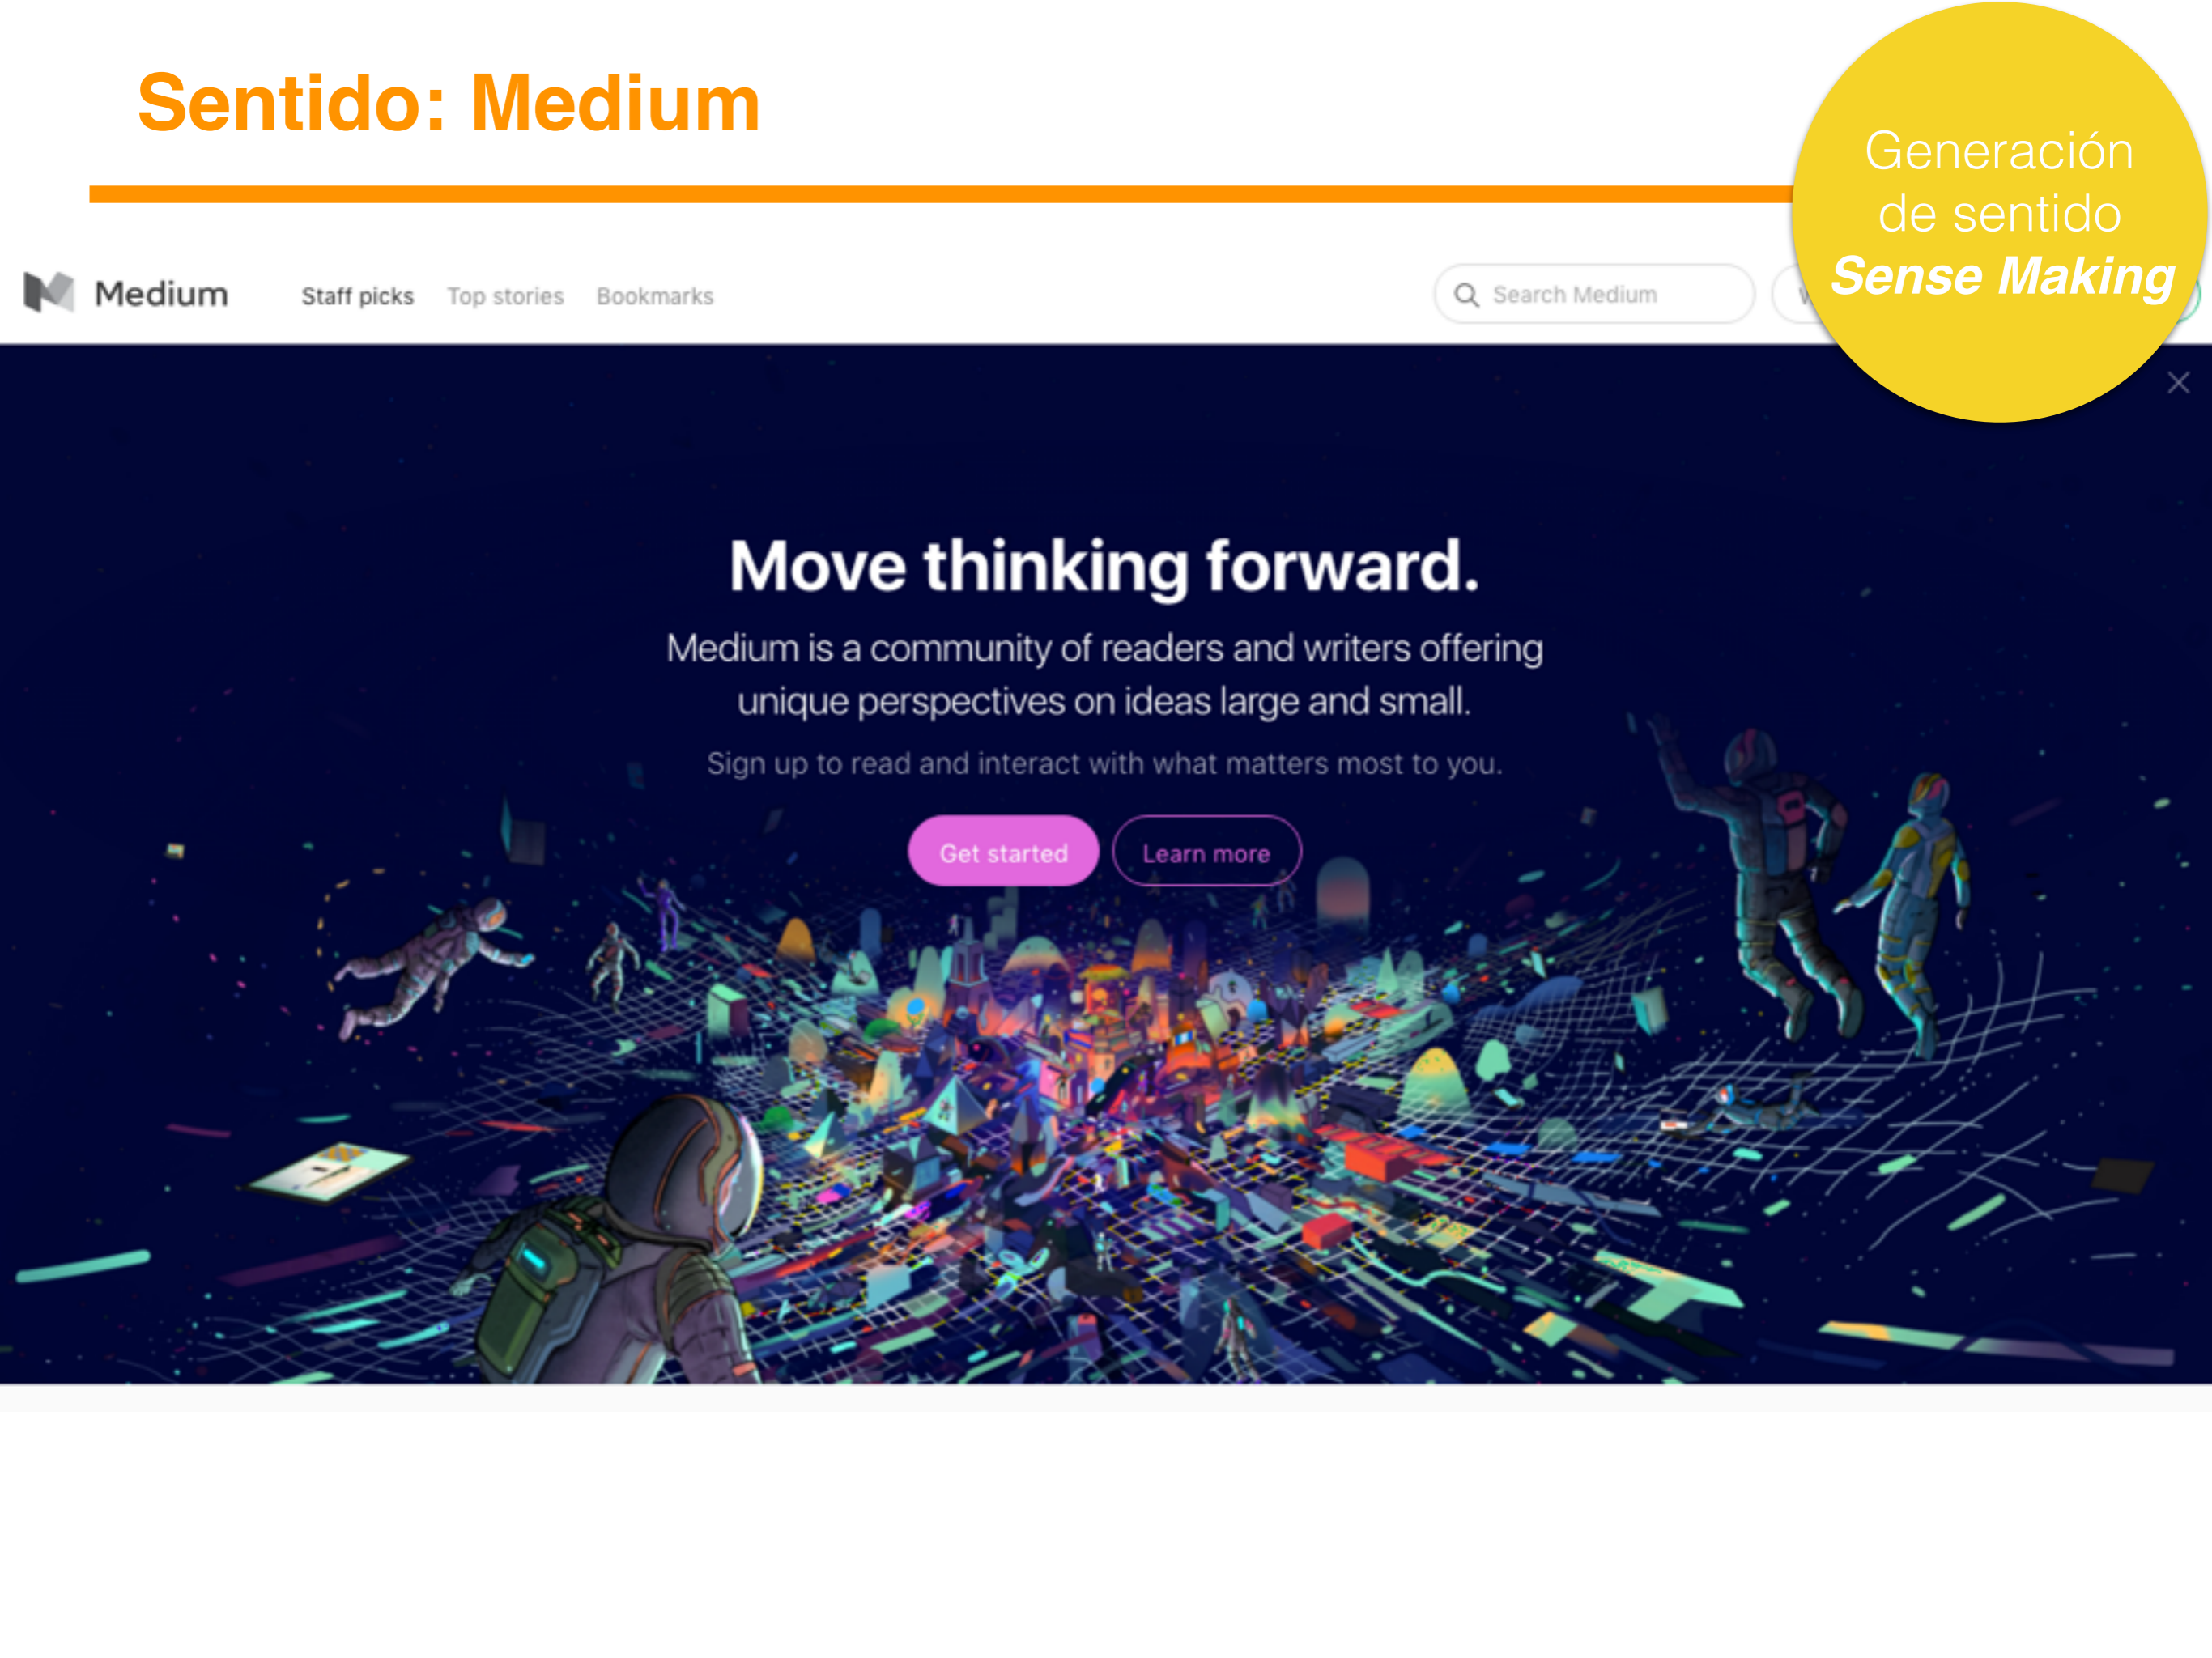 Sentido: Medium
Generación
de sentido
Sense Making
Medium Staff picks Top stories Bookmarks Search Medium
Move thinking forward.
Medium is a community of readers and writers offering
unique perspectives on ideas large and small.
Sign up to read and interact with what matters most to you.
Get started Learn more